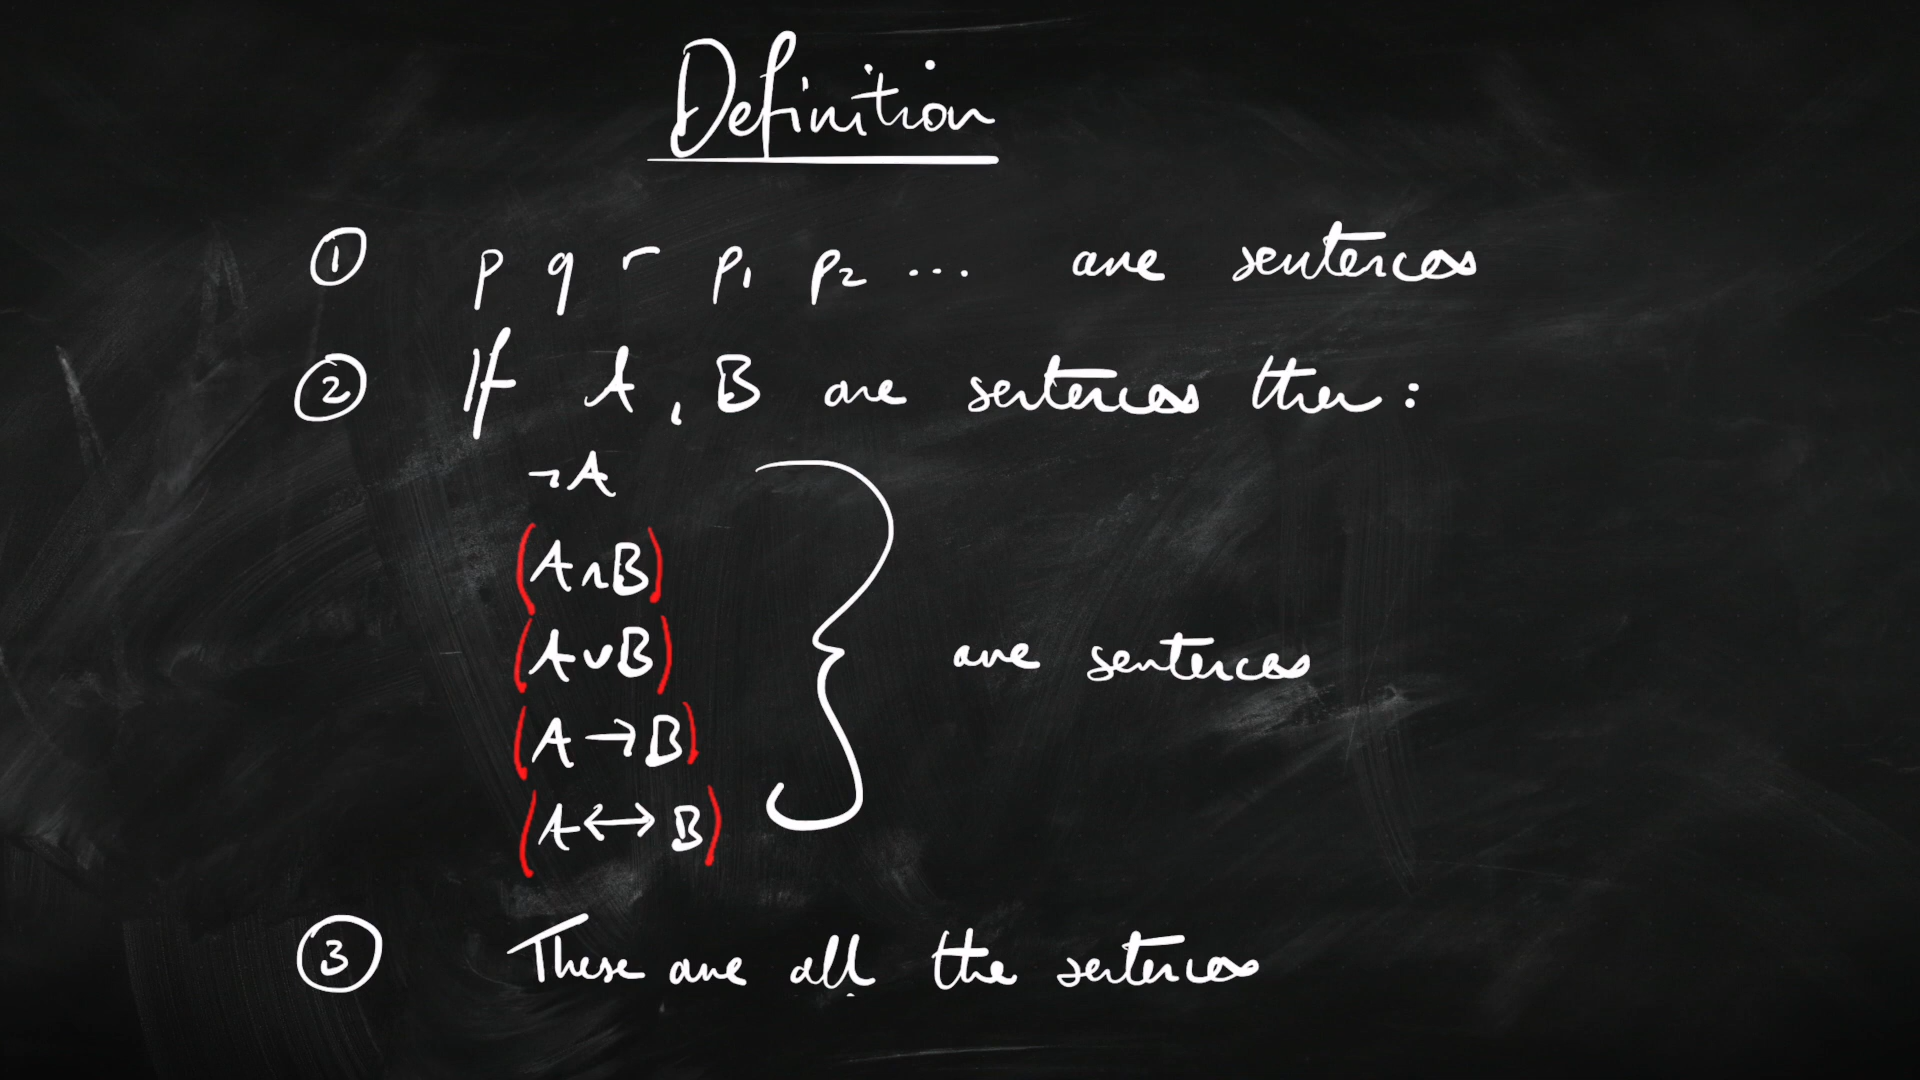 Definition
① p q r p₁ p₂ ... are sentences
② If A, B are sentences then:
¬A
(A∧B)
(A∨B)
(A→B)
(A↔B)
are sentences
③ These are all the sentences